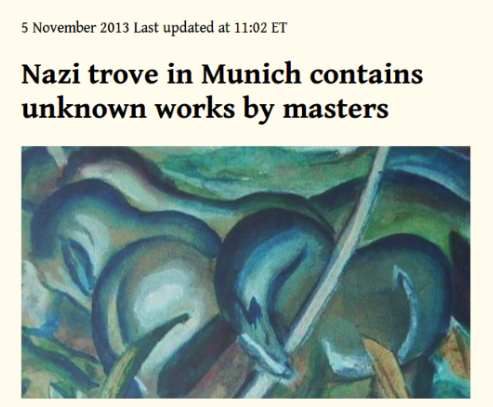 5 November 2013 Last updated at 11:02 ET
Nazi trove in Munich contains
unknown works by masters